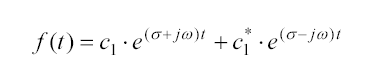 f(t) = c₁ · e^{(σ+jω)t} + c₁* · e^{(σ−jω)t}